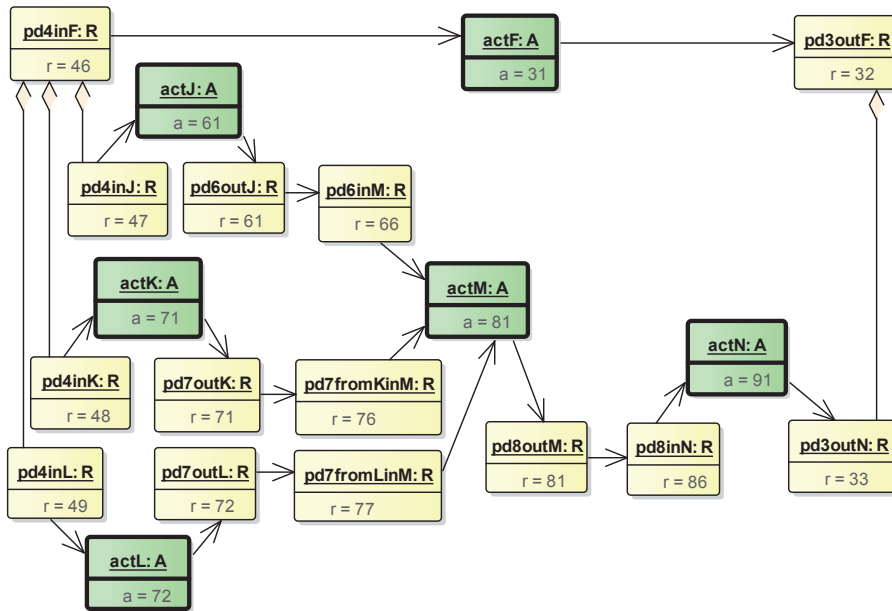 pd4inF: R
r = 46
actF: A
a = 31
pd3outF: R
r = 32
actJ: A
a = 61
pd4inJ: R
r = 47
pd6outJ: R
r = 61
pd6inM: R
r = 66
actK: A
a = 71
actM: A
a = 81
pd4inK: R
r = 48
pd7outK: R
r = 71
pd7fromKinM: R
r = 76
actN: A
a = 91
pd4inL: R
r = 49
pd7outL: R
r = 72
pd7fromLinM: R
r = 77
pd8outM: R
r = 81
pd8inN: R
r = 86
pd3outN: R
r = 33
actL: A
a = 72